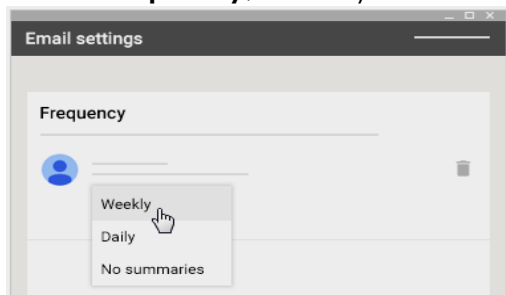 Email settings
Frequency
Weekly
Daily
No summaries